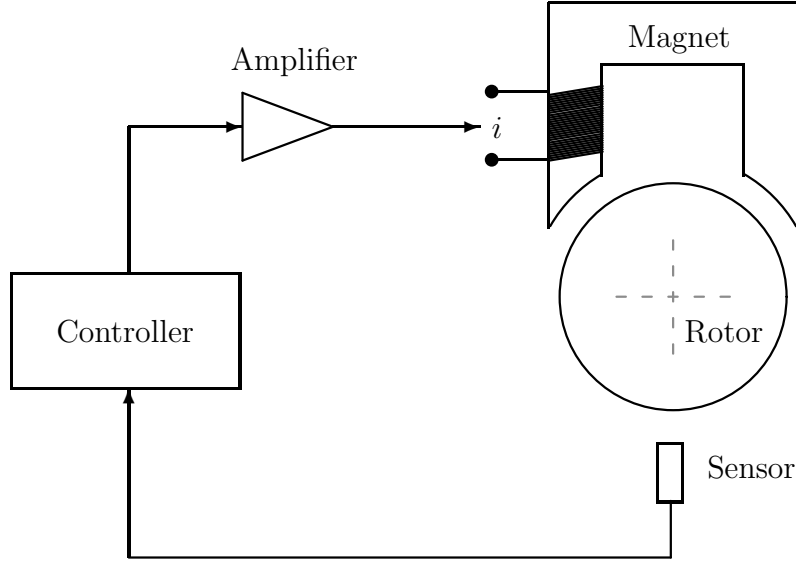 Magnet
Amplifier
i
Controller
Rotor
Sensor